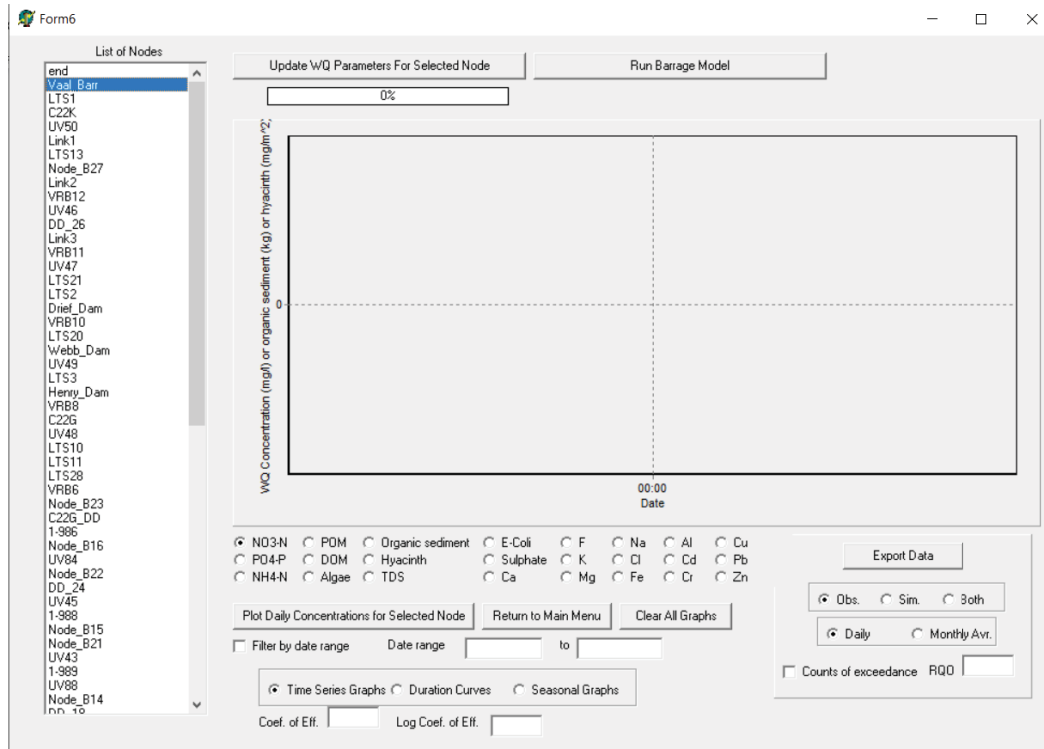 Form6
List of Nodes
end
Vaal_Barr
LTS1
C22K
UV50
Link1
LTS13
Node_B27
Link2
VRB12
UV46
DD_26
Link3
VRB11
UV47
LTS21
LTS2
Drief_Dam
VRB10
LTS20
Webb_Dam
UV49
LTS3
Henry_Dam
VRB8
C22G
UV48
LTS10
LTS11
LTS28
VRB6
Node_B23
C22G_DD
1-986
Node_B16
UV84
Node_B22
DD_24
UV45
1-988
Node_B15
Node_B21
UV43
1-989
UV88
Node_B14
DD_18
Update WQ Parameters For Selected Node Run Barrage Model
0%
WQ Concentration (mg/l) or organic sediment (kg) or hyacinth (mg/m^2)
0
00:00
Date
NO3-N POM Organic sediment E-Coli F Na Al Cu
PO4-P DOM Hyacinth Sulphate K Cl Cd Pb
NH4-N Algae TDS Ca Mg Fe Cr Zn
Plot Daily Concentrations for Selected Node Return to Main Menu Clear All Graphs
Filter by date range Date range to
Time Series Graphs Duration Curves Seasonal Graphs
Coef. of Eff. Log Coef. of Eff.
Export Data
Obs. Sim. Both
Daily Monthly Avr.
Counts of exceedance RQO